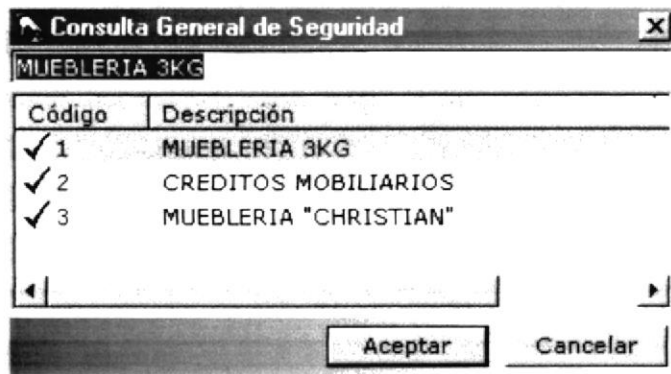 Consulta General de Seguridad
MUEBLERIA 3KG
Código Descripción
1 MUEBLERIA 3KG
2 CREDITOS MOBILIARIOS
3 MUEBLERIA "CHRISTIAN"
Aceptar Cancelar